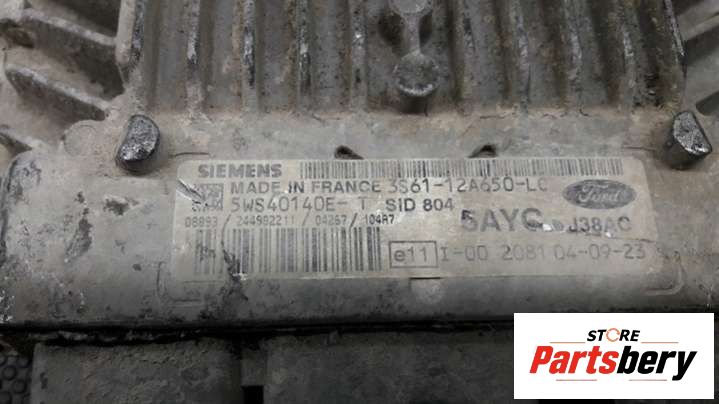 SIEMENS
MADE IN FRANCE 3S61-12A650-LC
5WS40140E-T SID 804
Ford
08893 / 244982211 / 04267 / 104R7
5AYC J38AC
e11 I-00 2081 04-09-23
STORE
Partsbery